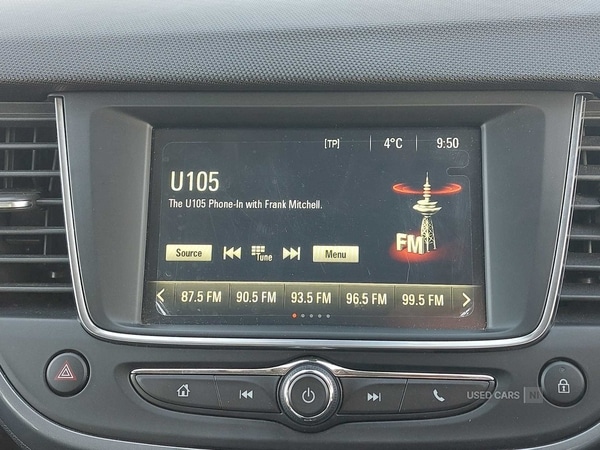 [TP] 4°C 9:50
U105
The U105 Phone-In with Frank Mitchell.
FM
Source Tune Menu
87.5 FM 90.5 FM 93.5 FM 96.5 FM 99.5 FM
USED CARS NI